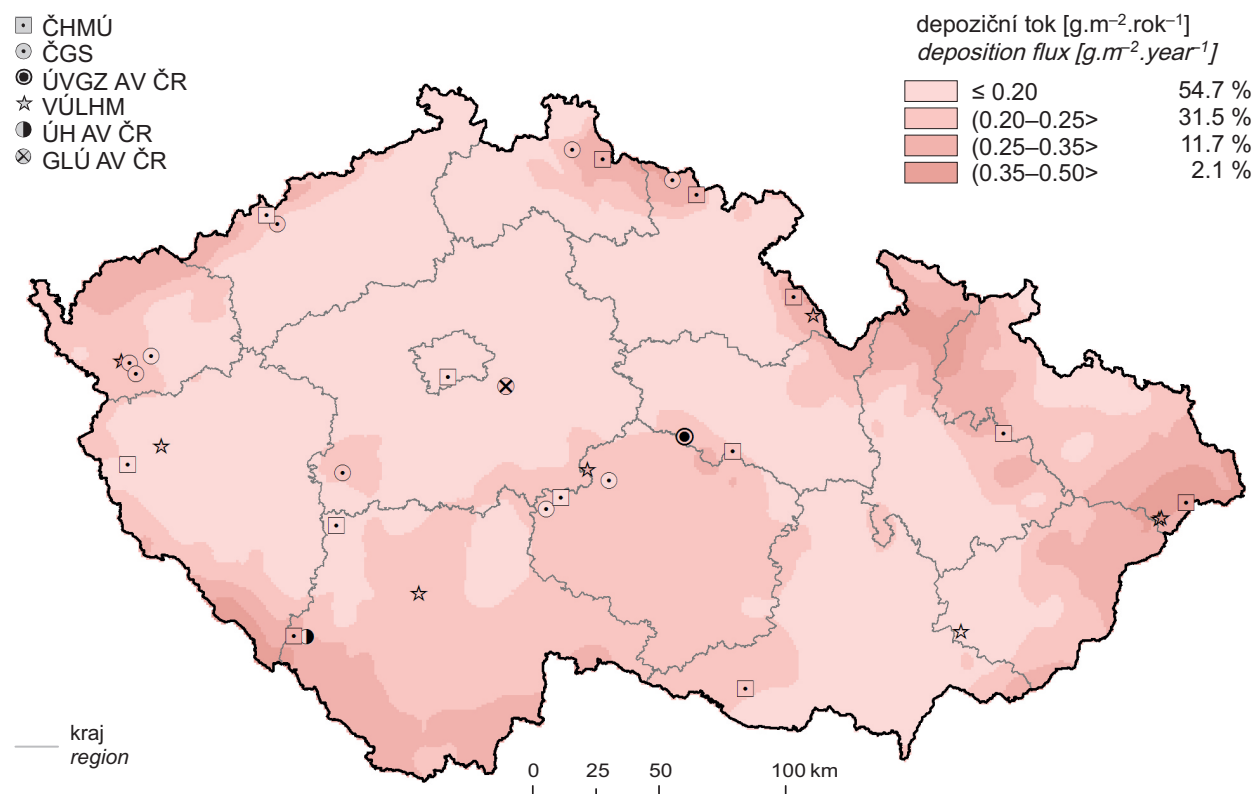 ČHMÚ
ČGS
ÚVGZ AV ČR
VÚLHM
ÚH AV ČR
GLÚ AV ČR
depoziční tok [g.m⁻².rok⁻¹]
deposition flux [g.m⁻².year⁻¹]
≤ 0.20 54.7 %
(0.20–0.25> 31.5 %
(0.25–0.35> 11.7 %
(0.35–0.50> 2.1 %
kraj
region
0 25 50 100 km